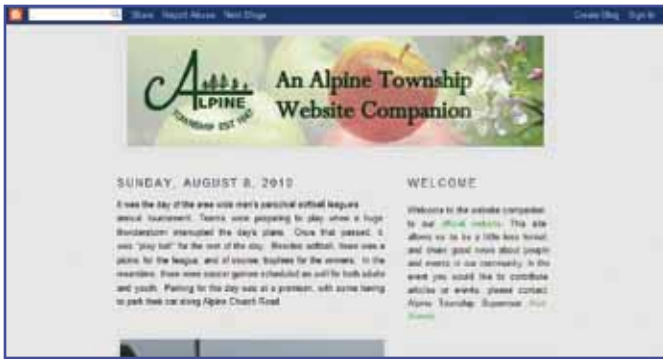 Share Report Abuse Next Blog»
Create Blog Sign In
ALPINE
TOWNSHIP EST 1847
An Alpine Township
Website Companion
SUNDAY, AUGUST 8, 2010
It was the day of the area wide men's parochial softball league's
annual tournament. Teams were preparing to play when a huge
thunderstorm interrupted the day's plans. Once that passed, it
was "play ball" for the rest of the day. Besides softball, there was a
picnic for the league, and of course, trophies for the winners. In the
meantime, there were soccer games scheduled as well for both adults
and youth. Parking for the day was at a premium, with some having
to park their car along Alpine Church Road.
WELCOME
Welcome to the website companion
to our official website. This site
allows us to be a little less formal,
and share good news about people
and events in our community. In the
event you would like to contribute
articles or events, please contact
Alpine Township Supervisor